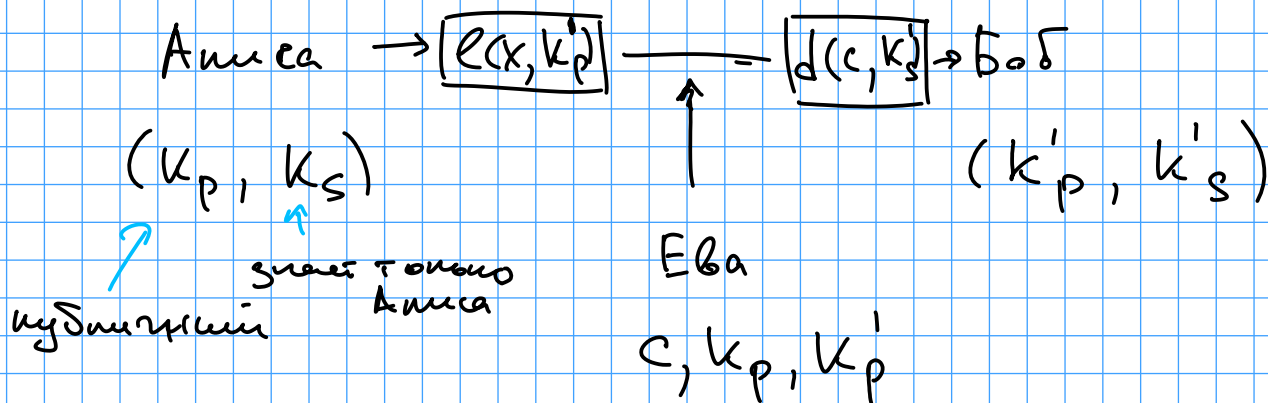 Алиса → e(x, k'p) — d(c, k's) → Боб
(kp, ks)
(k'p, k's)
знает только
Алиса
публичный
Ева
c, kp, k'p